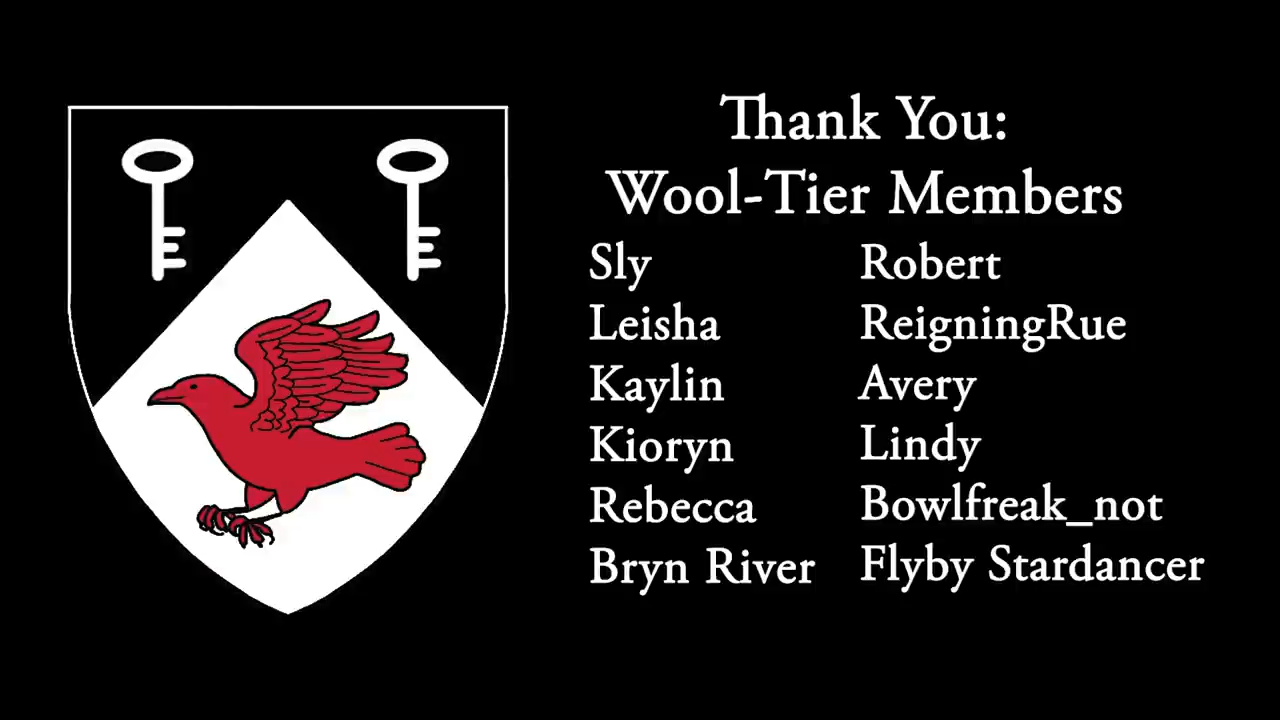 Thank You:
Wool-Tier Members
Sly
Leisha
Kaylin
Kioryn
Rebecca
Bryn River
Robert
ReigningRue
Avery
Lindy
Bowlfreak_not
Flyby Stardancer